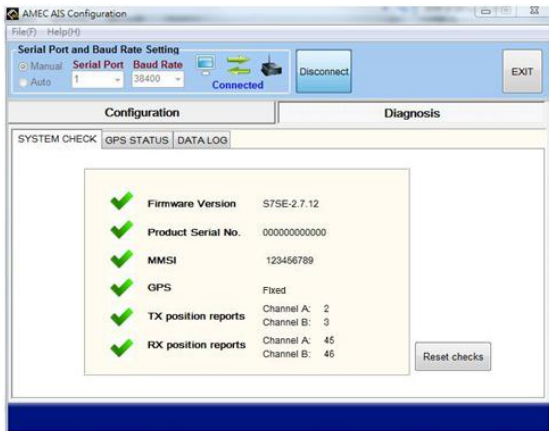 AMEC AIS Configuration
File(F) Help(H)
Serial Port and Baud Rate Setting
Manual Serial Port Baud Rate
Auto 1 38400
Connected
Disconnect
EXIT
Configuration Diagnosis
SYSTEM CHECK GPS STATUS DATA LOG
Firmware Version S7SE-2.7.12
Product Serial No. 000000000000
MMSI 123456789
GPS Fixed
TX position reports Channel A: 2
Channel B: 3
RX position reports Channel A: 45
Channel B: 46
Reset checks